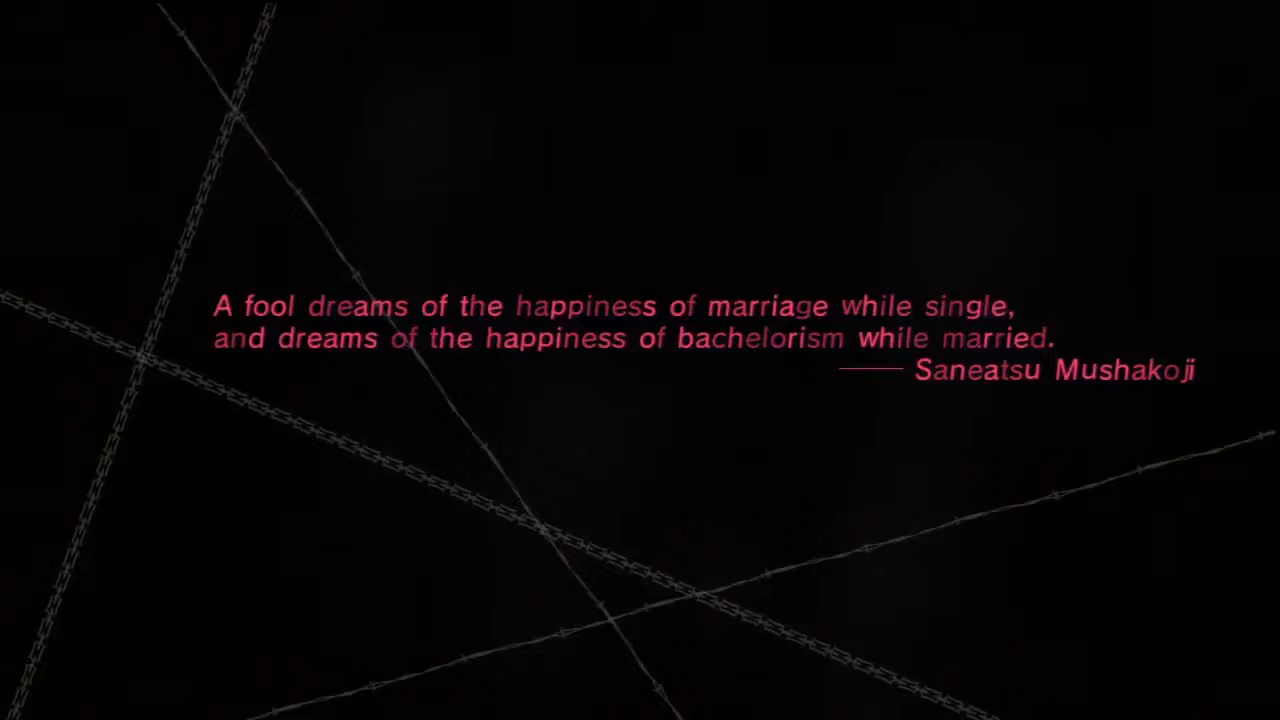 A fool dreams of the happiness of marriage while single,
and dreams of the happiness of bachelorism while married.
—— Saneatsu Mushakoji